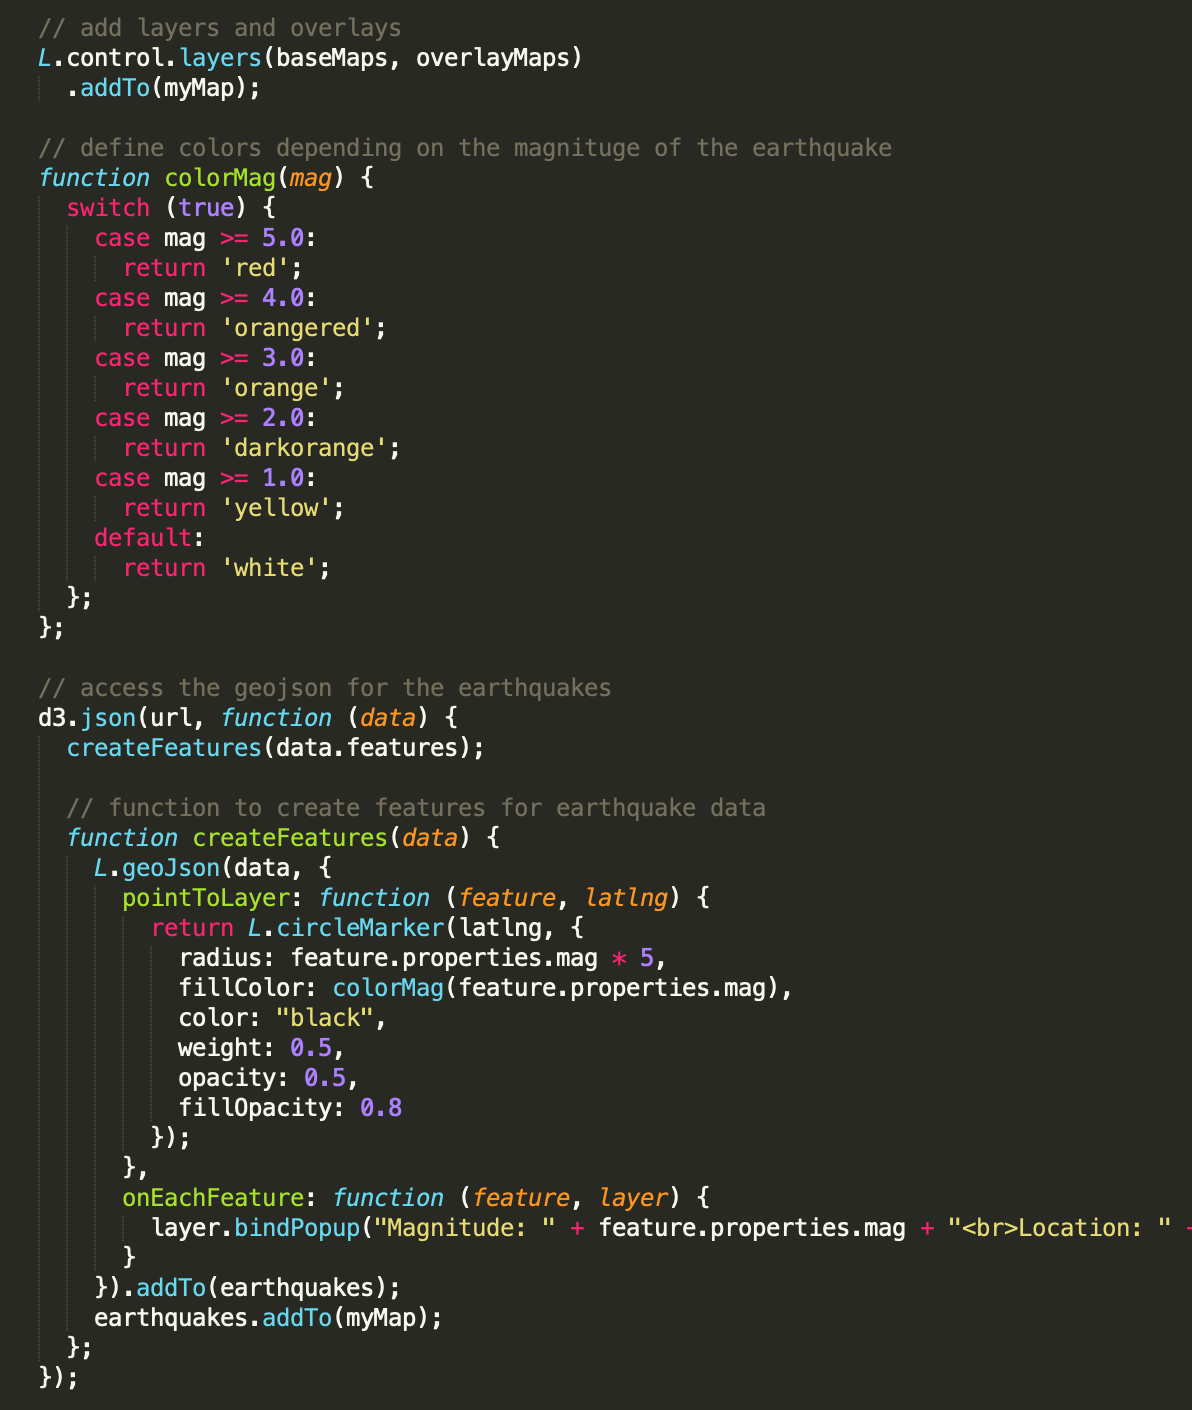 // add layers and overlays
L.control.layers(baseMaps, overlayMaps)
  .addTo(myMap);

// define colors depending on the magnituge of the earthquake
function colorMag(mag) {
  switch (true) {
    case mag >= 5.0:
      return 'red';
    case mag >= 4.0:
      return 'orangered';
    case mag >= 3.0:
      return 'orange';
    case mag >= 2.0:
      return 'darkorange';
    case mag >= 1.0:
      return 'yellow';
    default:
      return 'white';
  };
};

// access the geojson for the earthquakes
d3.json(url, function (data) {
  createFeatures(data.features);

  // function to create features for earthquake data
  function createFeatures(data) {
    L.geoJson(data, {
      pointToLayer: function (feature, latlng) {
        return L.circleMarker(latlng, {
          radius: feature.properties.mag * 5,
          fillColor: colorMag(feature.properties.mag),
          color: "black",
          weight: 0.5,
          opacity: 0.5,
          fillOpacity: 0.8
        });
      },
      onEachFeature: function (feature, layer) {
        layer.bindPopup("Magnitude: " + feature.properties.mag + "<br>Location: "
      }
    }).addTo(earthquakes);
    earthquakes.addTo(myMap);
  };
});